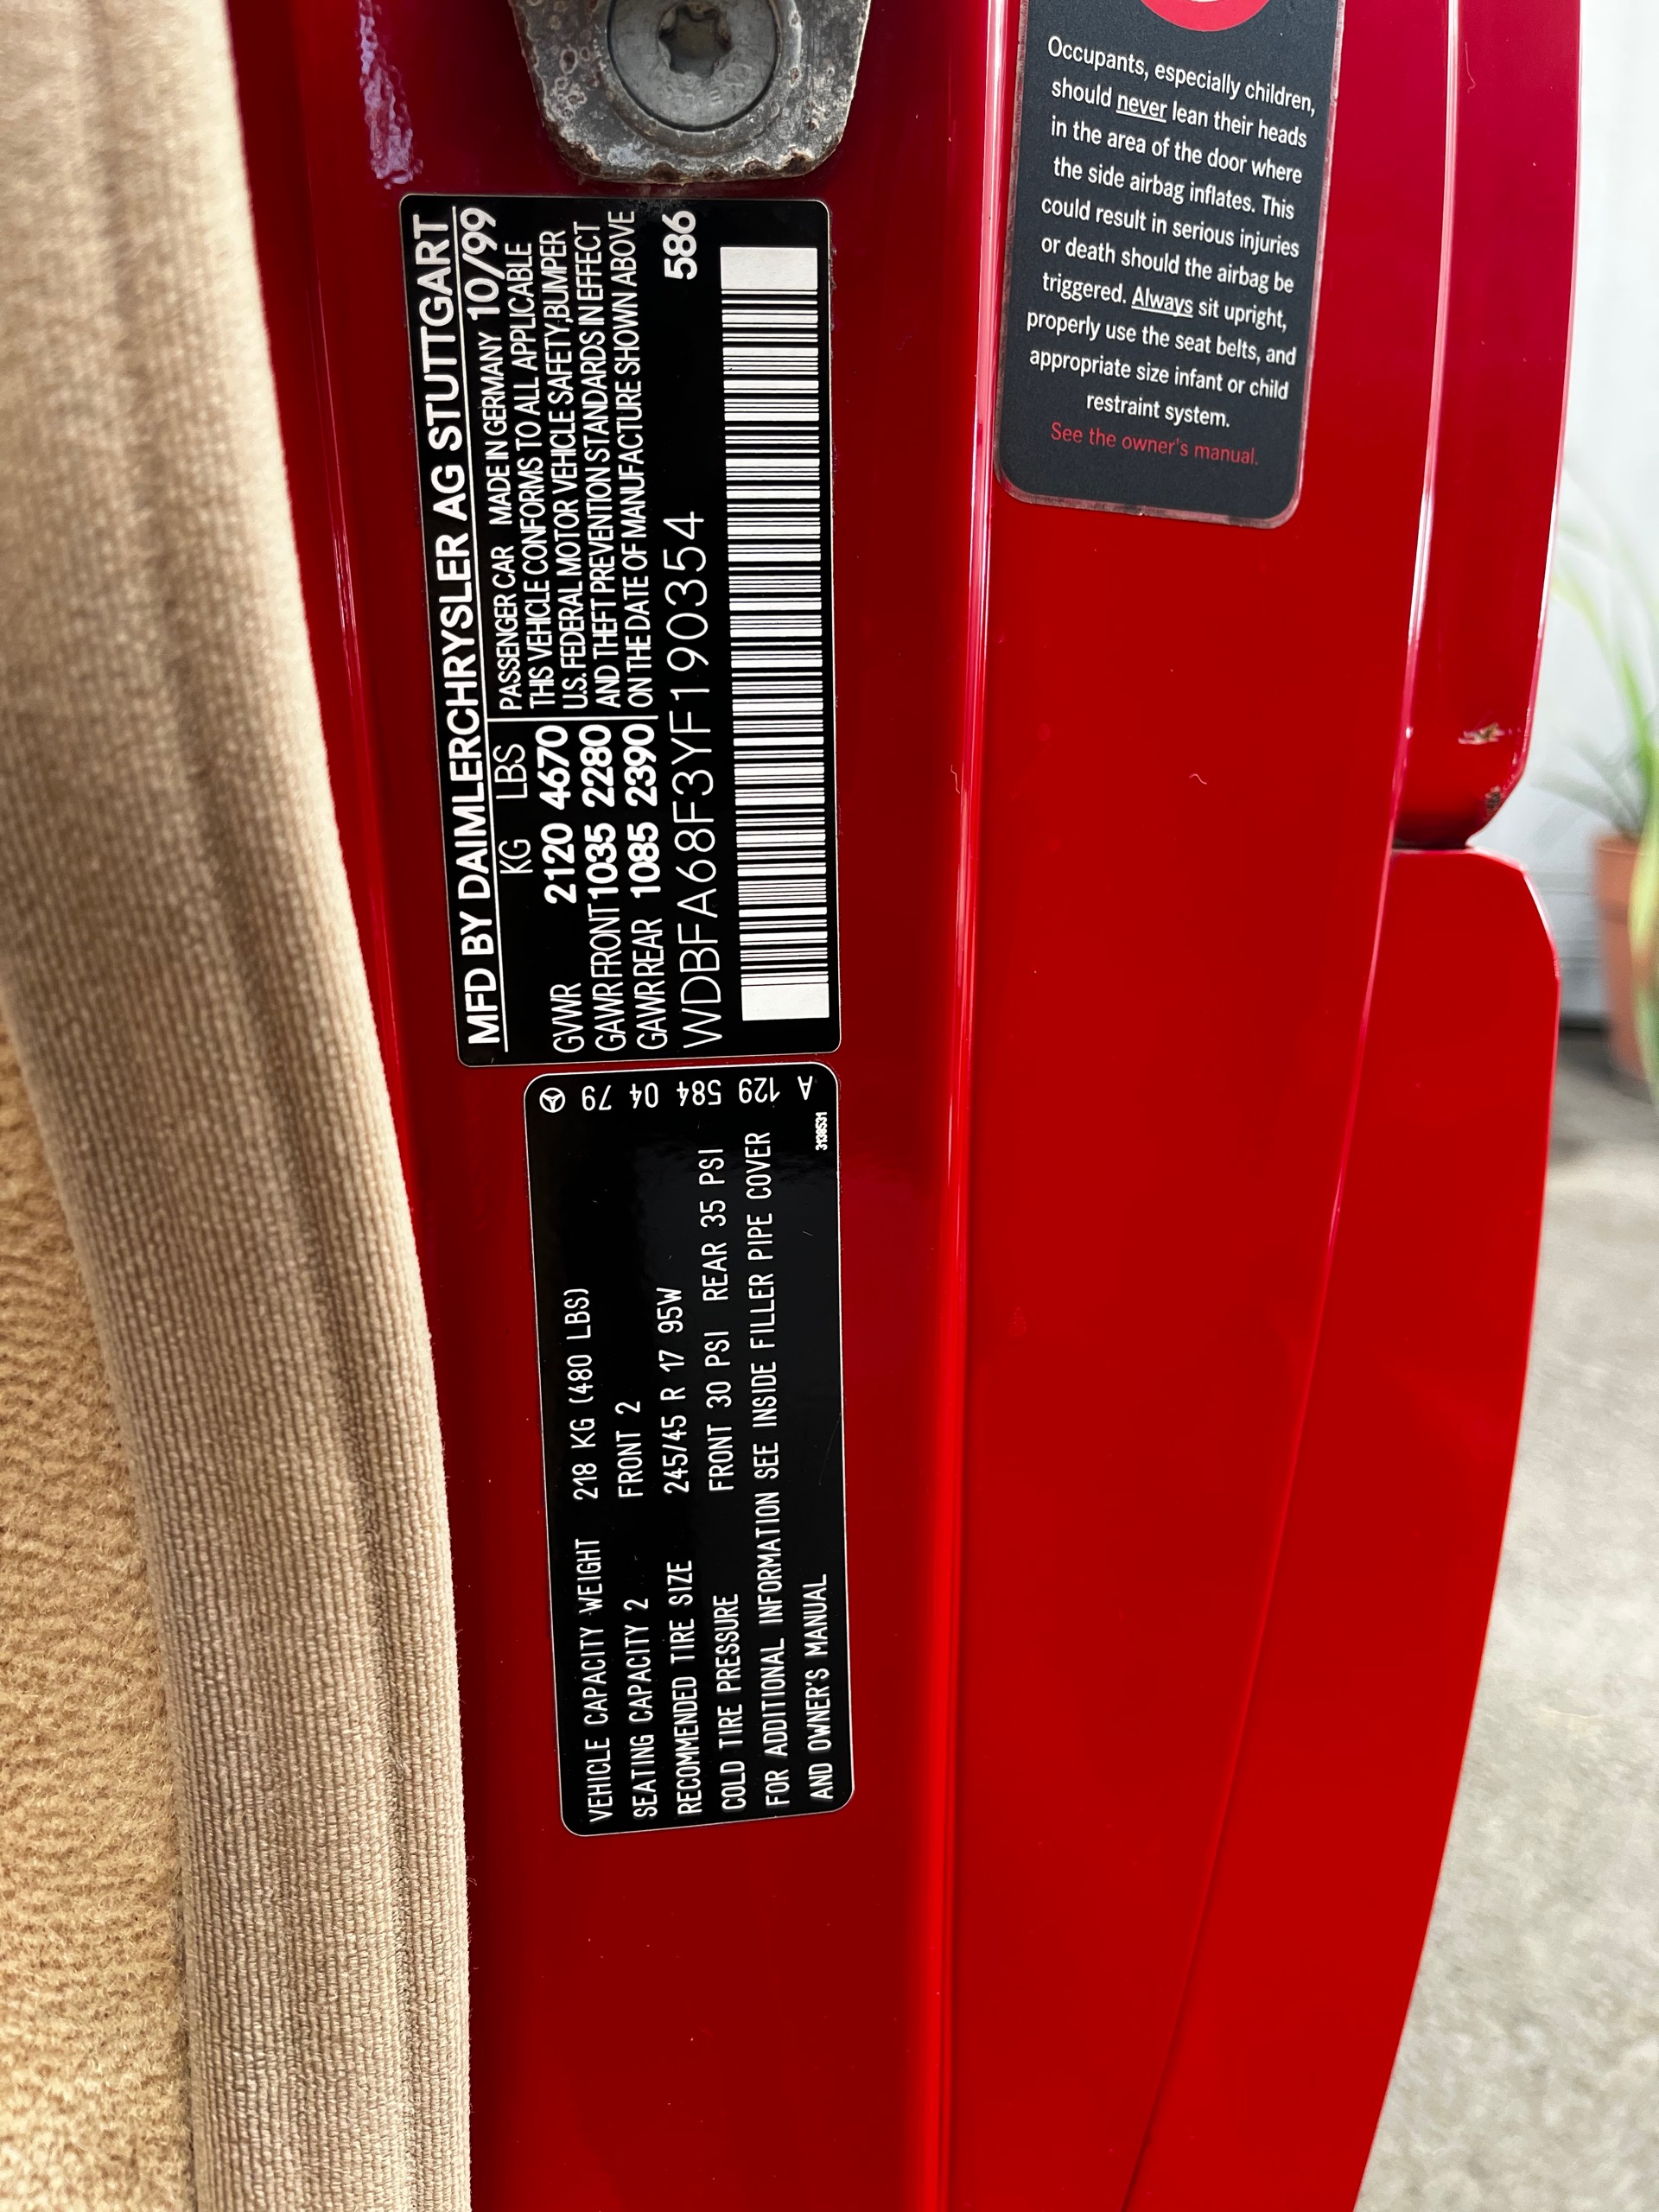 MFD BY DAIMLERCHRYSLER AG STUTTGART
KG LBS PASSENGER CAR MADE IN GERMANY 10/99
GVWR 2120 4670 THIS VEHICLE CONFORMS TO ALL APPLICABLE
GAWR FRONT 1035 2280 U.S. FEDERAL MOTOR VEHICLE SAFETY,BUMPER
GAWR REAR 1085 2390 AND THEFT PREVENTION STANDARDS IN EFFECT
ON THE DATE OF MANUFACTURE SHOWN ABOVE
WDBFA68F3YF190354 586
A 129 584 04 79
3138531
VEHICLE CAPACITY WEIGHT 218 KG (480 LBS)
SEATING CAPACITY 2 FRONT 2
RECOMMENDED TIRE SIZE 245/45 R 17 95W
COLD TIRE PRESSURE FRONT 30 PSI REAR 35 PSI
FOR ADDITIONAL INFORMATION SEE INSIDE FILLER PIPE COVER
AND OWNER'S MANUAL
Occupants, especially children,
should never lean their heads
in the area of the door where
the side airbag inflates. This
could result in serious injuries
or death should the airbag be
triggered. Always sit upright,
properly use the seat belts, and
appropriate size infant or child
restraint system.
See the owner's manual.